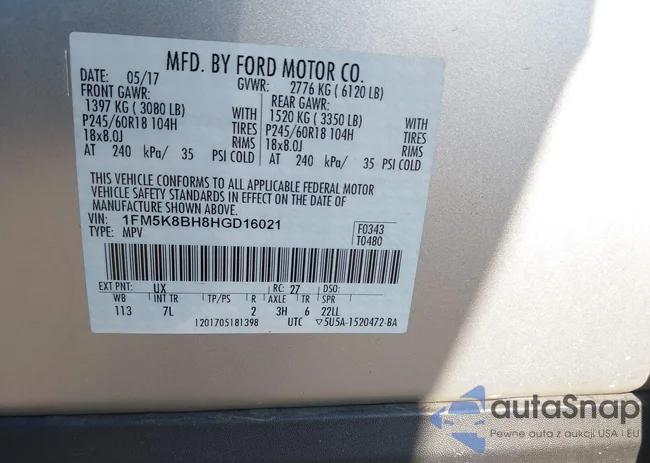 MFD. BY FORD MOTOR CO.
DATE: 05/17 GVWR: 2776 KG ( 6120 LB)
FRONT GAWR: REAR GAWR:
1397 KG ( 3080 LB) WITH 1520 KG ( 3350 LB) WITH
P245/60R18 104H TIRES P245/60R18 104H TIRES
18x8.0J RIMS 18x8.0J RIMS
AT 240 kPa/ 35 PSI COLD AT 240 kPa/ 35 PSI COLD
THIS VEHICLE CONFORMS TO ALL APPLICABLE FEDERAL MOTOR
VEHICLE SAFETY STANDARDS IN EFFECT ON THE DATE OF
MANUFACTURE SHOWN ABOVE.
VIN: 1FM5K8BH8HGD16021 F0343
TYPE: MPV T0480
EXT PNT: UX RC: 27 DSO:
WB INT TR TP/PS R AXLE TR SPR
113 7L 2 3H 6 22LL
1201705181398 UTC ▽5U5A-1520472-BA
autaSnap
Pewne auta z aukcji USA i EU